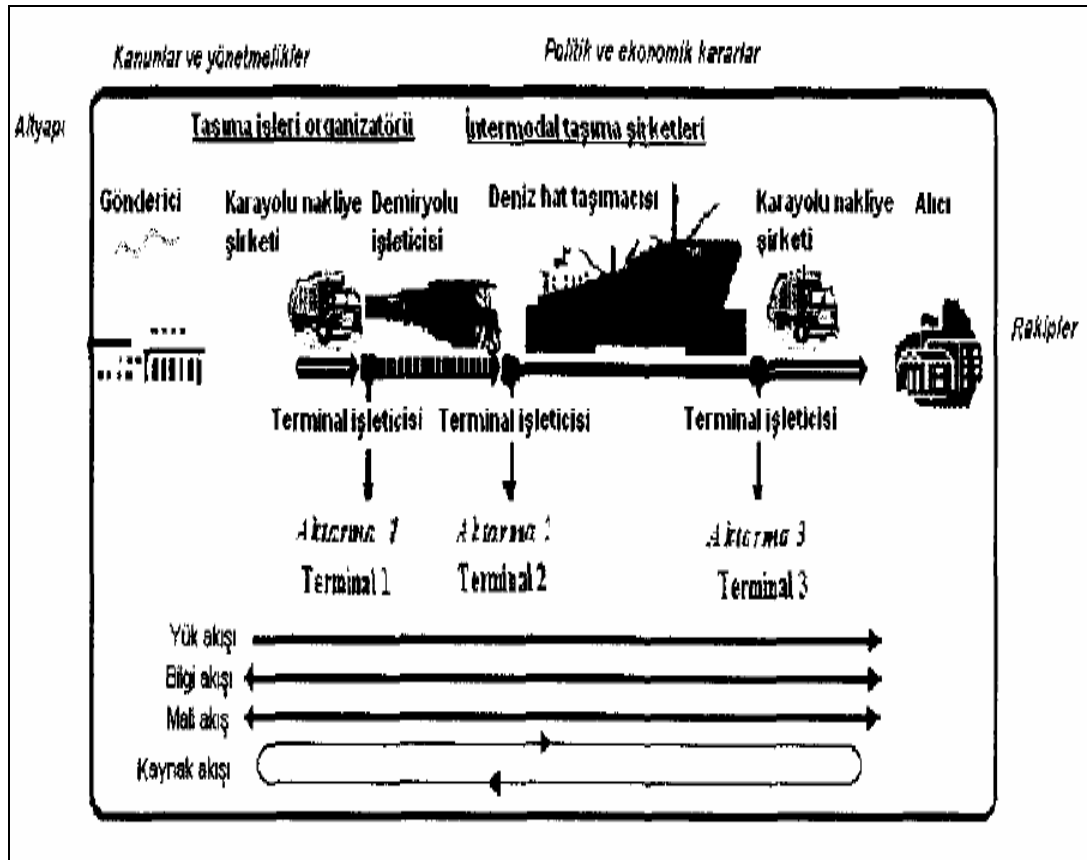 Kanunlar ve yönetmelikler
Politik ve ekonomik kararlar
Altyapı
Taşıma işleri organizatörü
İntermodal taşıma şirketleri
Gönderici
Karayolu nakliye şirketi
Demiryolu işleticisi
Deniz hat taşımacısı
Karayolu nakliye şirketi
Alıcı
Rakipler
Terminal işleticisi
Terminal işleticisi
Terminal işleticisi
Aktarma 1
Aktarma 2
Aktarma 3
Terminal 1
Terminal 2
Terminal 3
Yük akışı
Bilgi akışı
Mali akış
Kaynak akışı